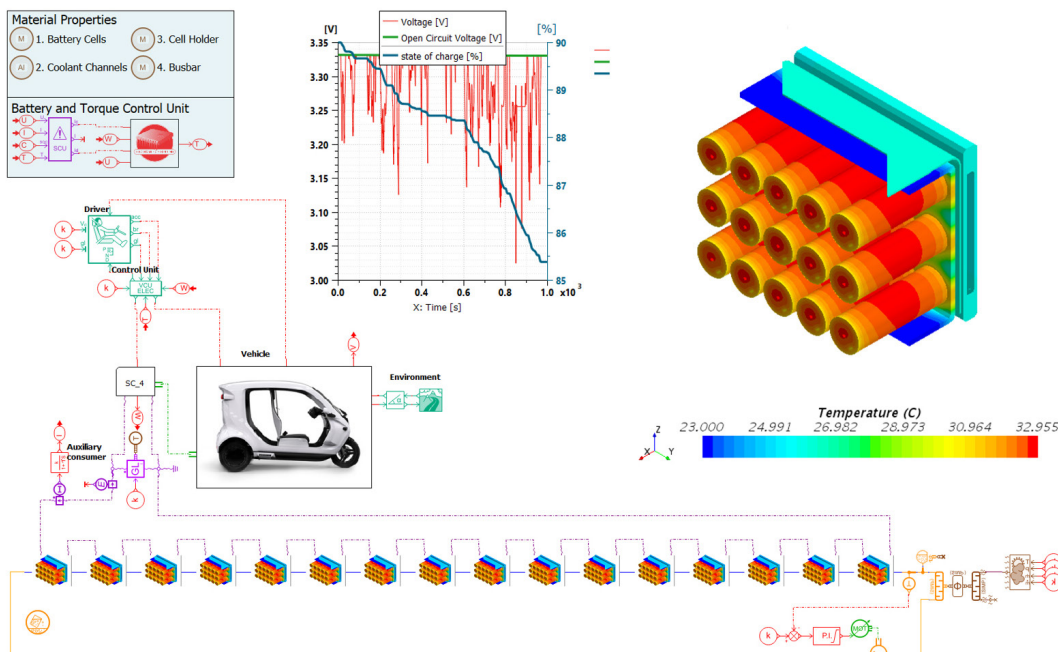 Material Properties
M 1. Battery Cells
M 3. Cell Holder
Al 2. Coolant Channels
M 4. Busbar
Battery and Torque Control Unit
U
I
C
T
SCU
W
U
T
[V]
[%]
Voltage [V]
Open Circuit Voltage [V]
state of charge [%]
3.35
3.30
3.25
3.20
3.15
3.10
3.05
3.00
90
89
88
87
86
85
0.0 0.2 0.4 0.6 0.8 1.0 x10³
X: Time [s]
Driver
acc
br
k
k
Control Unit
VCU
ELEC
k
W
T
Vehicle
V
Environment
SC_4
W
T
Auxiliary
consumer
I
GL
E
k
Temperature (C)
23.000 24.991 26.982 28.973 30.964 32.955
Z
X
Y
k
P.I.